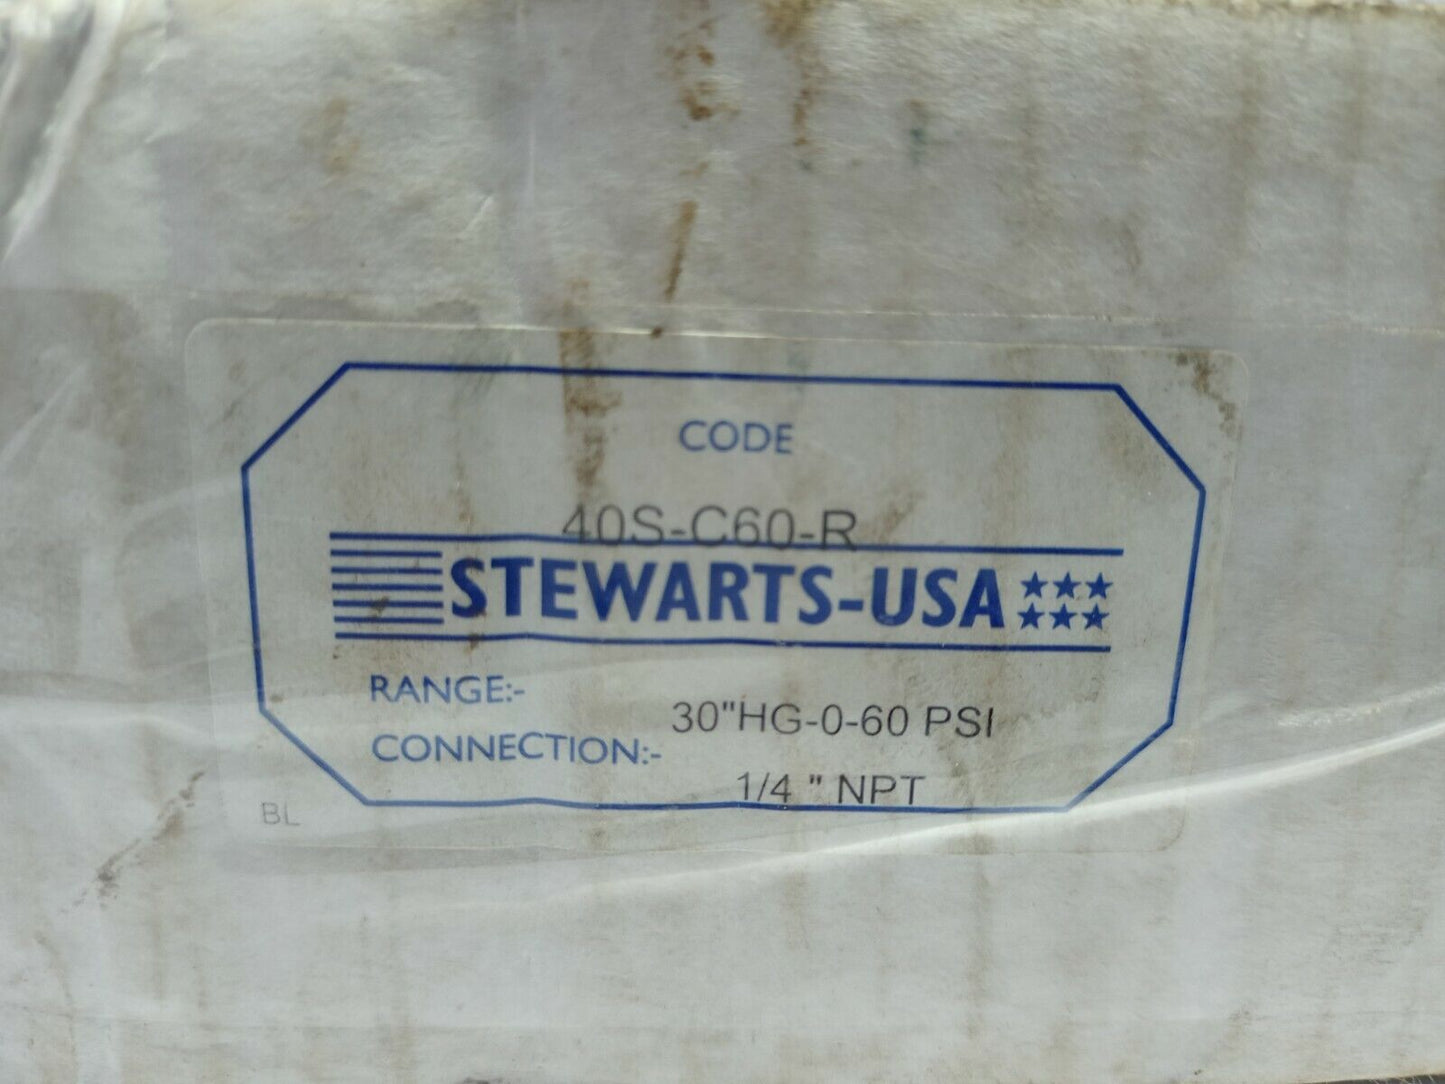 CODE
40S-C60-R
STEWARTS-USA
RANGE:-
30"HG-0-60 PSI
CONNECTION:-
1/4 " NPT
BL